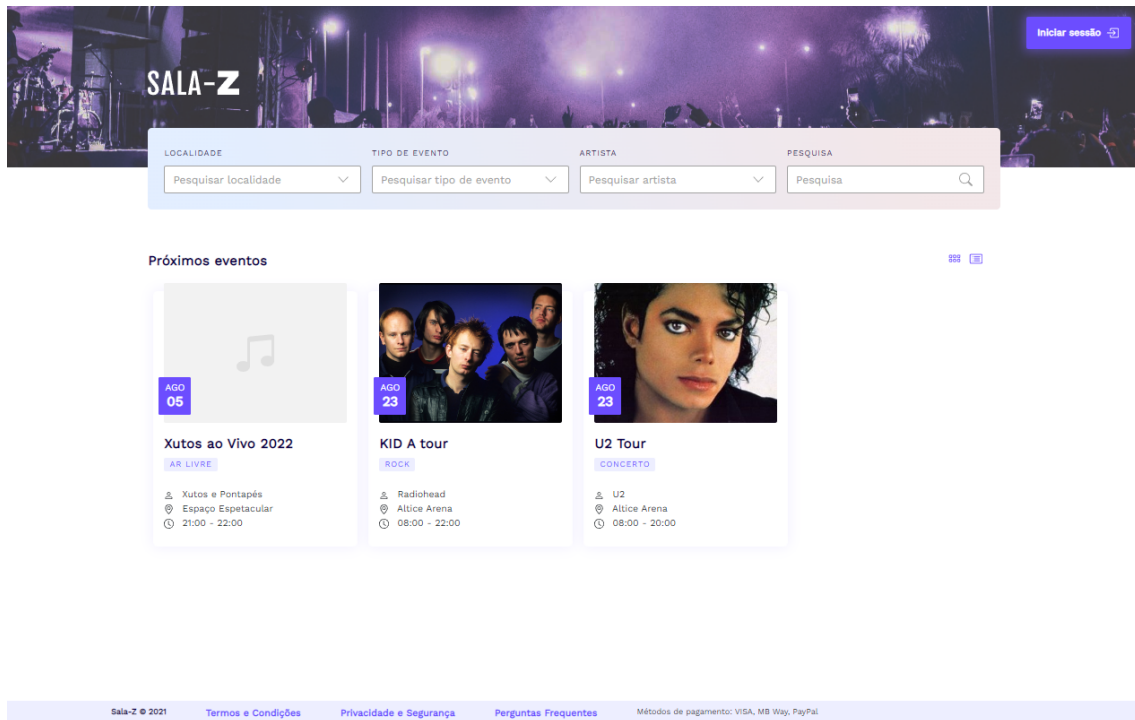 Iniciar sessão
SALA-Z
LOCALIDADE
TIPO DE EVENTO
ARTISTA
PESQUISA
Pesquisar localidade
Pesquisar tipo de evento
Pesquisar artista
Pesquisa
Próximos eventos
AGO
05
Xutos ao Vivo 2022
AR LIVRE
Xutos e Pontapés
Espaço Espetacular
21:00 - 22:00
AGO
23
KID A tour
ROCK
Radiohead
Altice Arena
08:00 - 22:00
AGO
23
U2 Tour
CONCERTO
U2
Altice Arena
08:00 - 20:00
Sala-Z © 2021
Termos e Condições
Privacidade e Segurança
Perguntas Frequentes
Métodos de pagamento: VISA, MB Way, PayPal